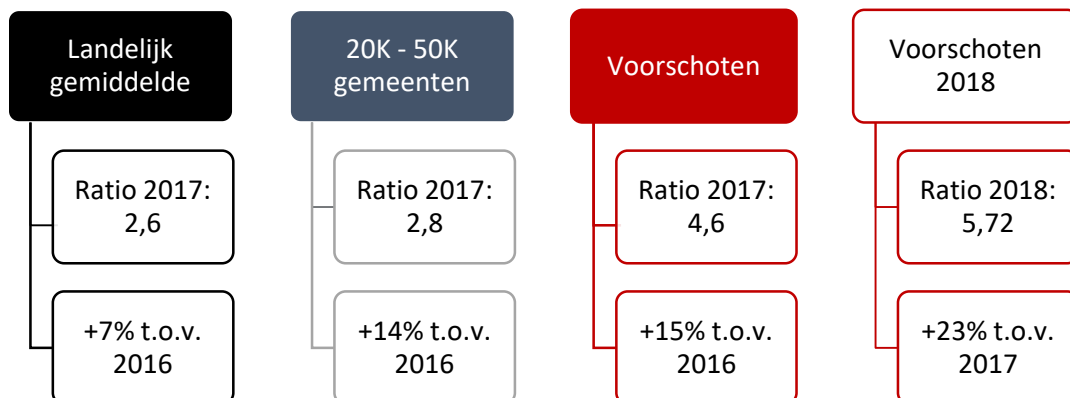 Landelijk
gemiddelde
Ratio 2017:
2,6
+7% t.o.v.
2016
20K - 50K
gemeenten
Ratio 2017:
2,8
+14% t.o.v.
2016
Voorschoten
Ratio 2017:
4,6
+15% t.o.v.
2016
Voorschoten
2018
Ratio 2018:
5,72
+23% t.o.v.
2017